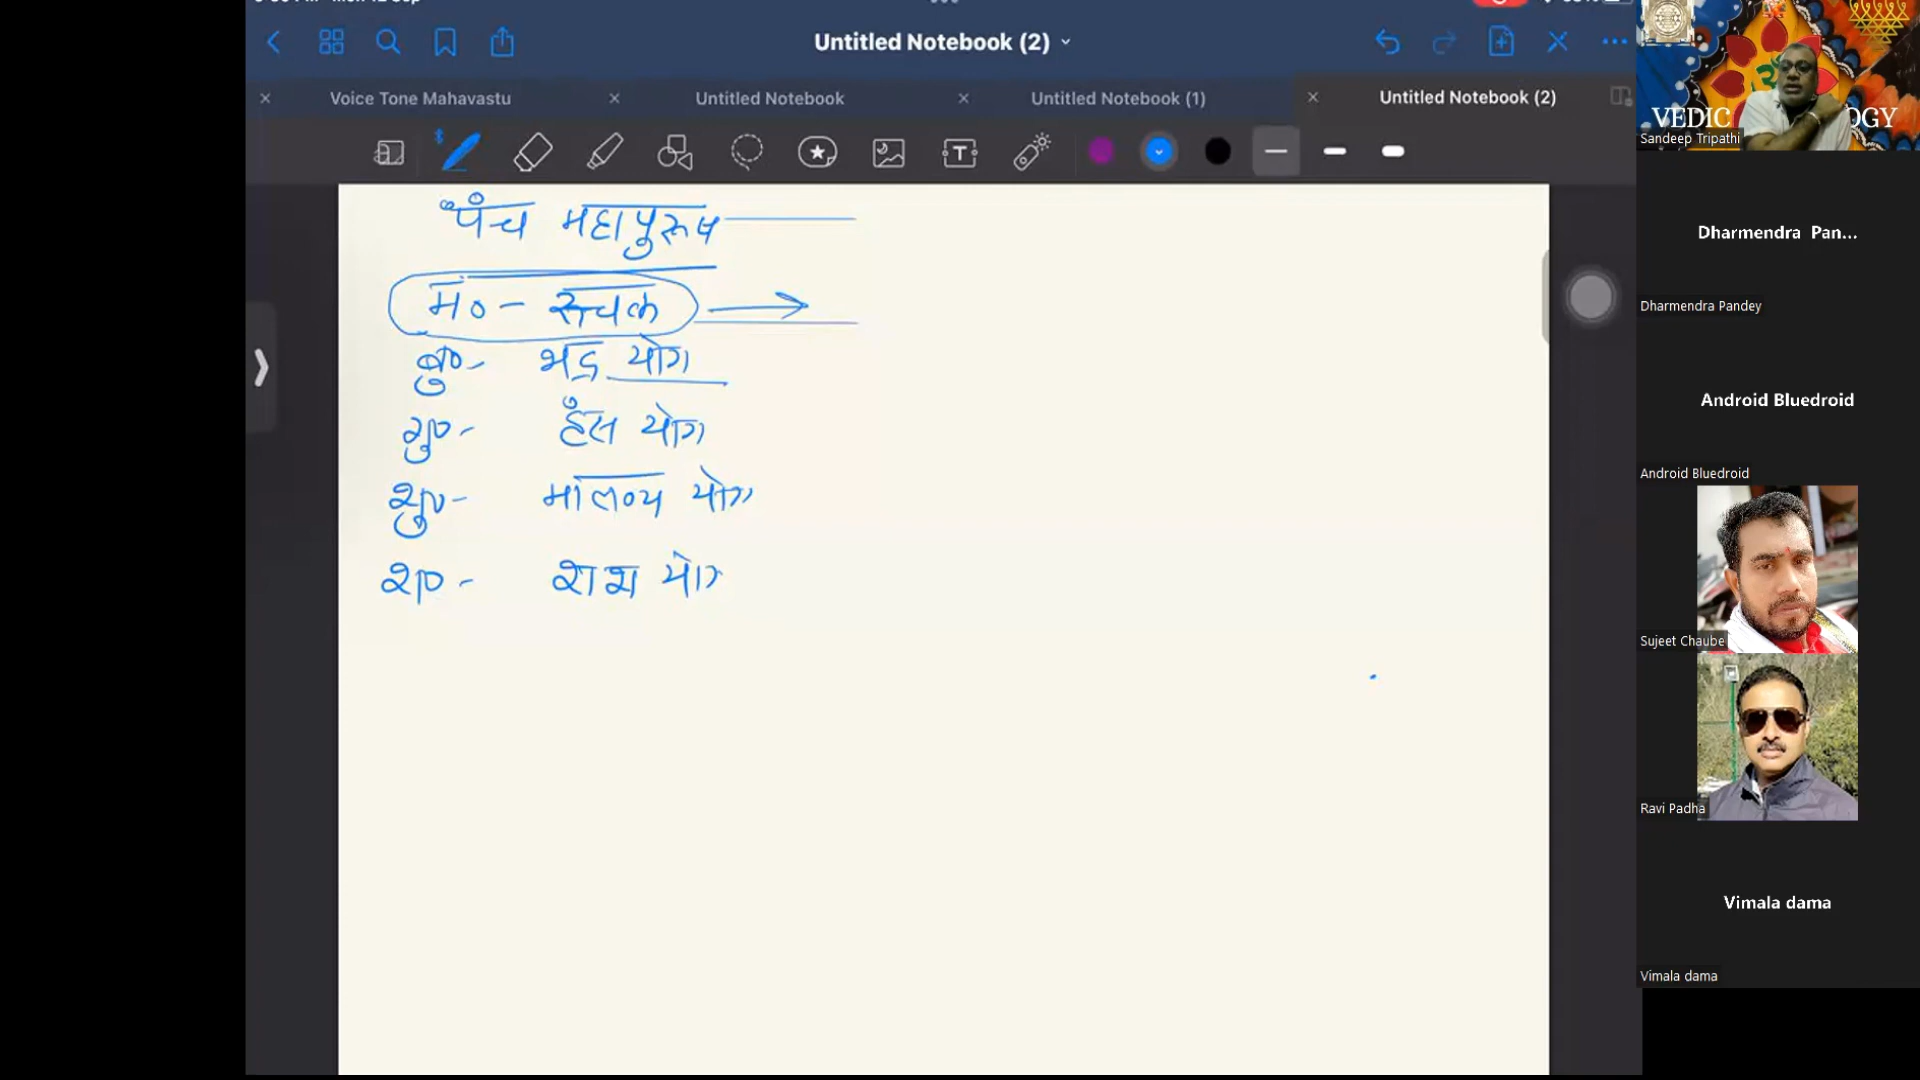 Untitled Notebook (2)
Voice Tone Mahavastu
Untitled Notebook
Untitled Notebook (1)
Untitled Notebook (2)
पंच महापुरुष
मं० - रूचक
बु० - भद्र योग
गु० - हँस योग
शु० - मालव्य योग
श० - शश योग
VEDIC
OGY
Sandeep Tripathi
Dharmendra Pan...
Dharmendra Pandey
Android Bluedroid
Android Bluedroid
Sujeet Chaube
Ravi Padha
Vimala dama
Vimala dama